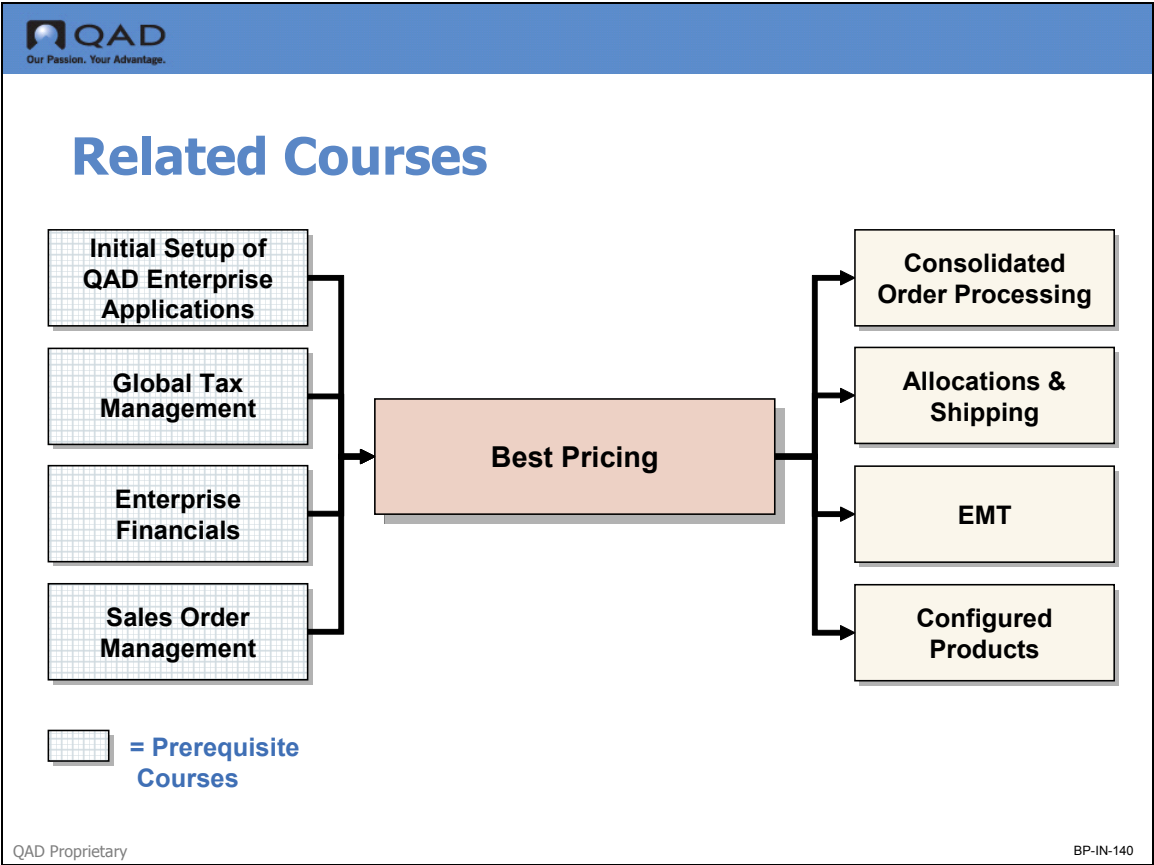 QAD
Our Passion. Your Advantage.
Related Courses
Initial Setup of
QAD Enterprise
Applications
Global Tax
Management
Enterprise
Financials
Sales Order
Management
Best Pricing
Consolidated
Order Processing
Allocations &
Shipping
EMT
Configured
Products
= Prerequisite
Courses
QAD Proprietary
BP-IN-140